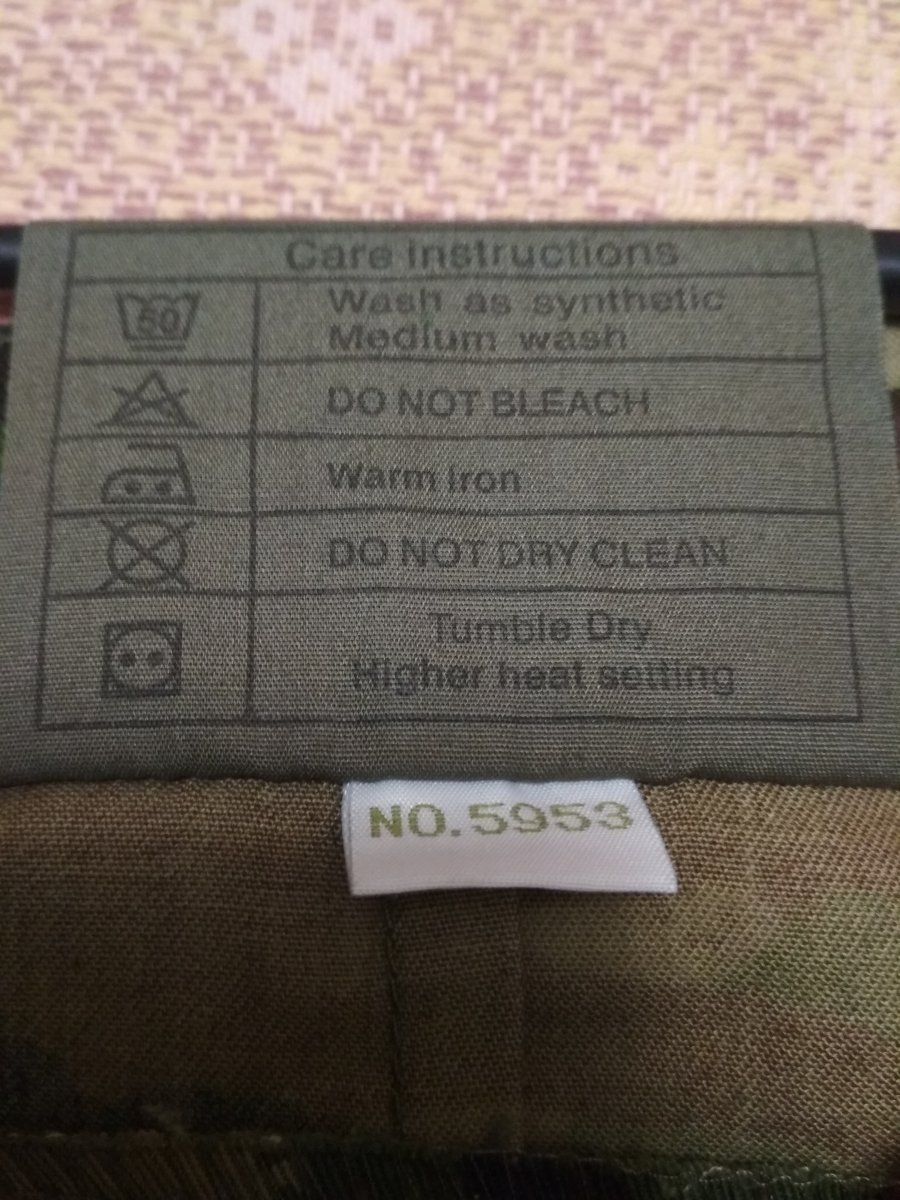 Care instructions
50
Wash as synthetic
Medium wash
DO NOT BLEACH
Warm Iron
DO NOT DRY CLEAN
Tumble Dry
Higher heat setting
NO.5953